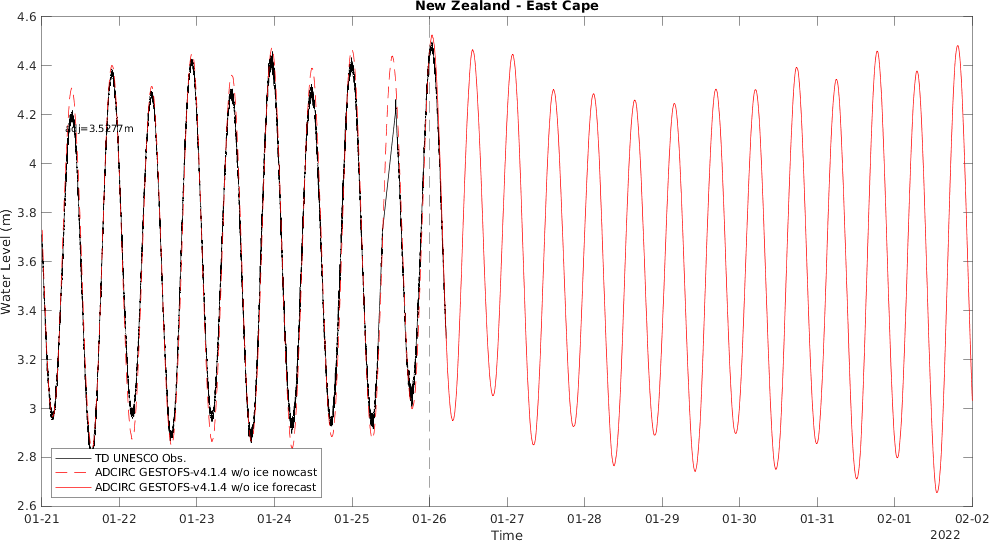 New Zealand - East Cape
4.6
4.4
4.2
4
3.8
3.6
3.4
3.2
3
2.8
2.6
Water Level (m)
adj=3.5277m
TD UNESCO Obs.
ADCIRC GESTOFS-v4.1.4 w/o ice nowcast
ADCIRC GESTOFS-v4.1.4 w/o ice forecast
01-21 01-22 01-23 01-24 01-25 01-26 01-27 01-28 01-29 01-30 01-31 02-01 02-02
Time
2022